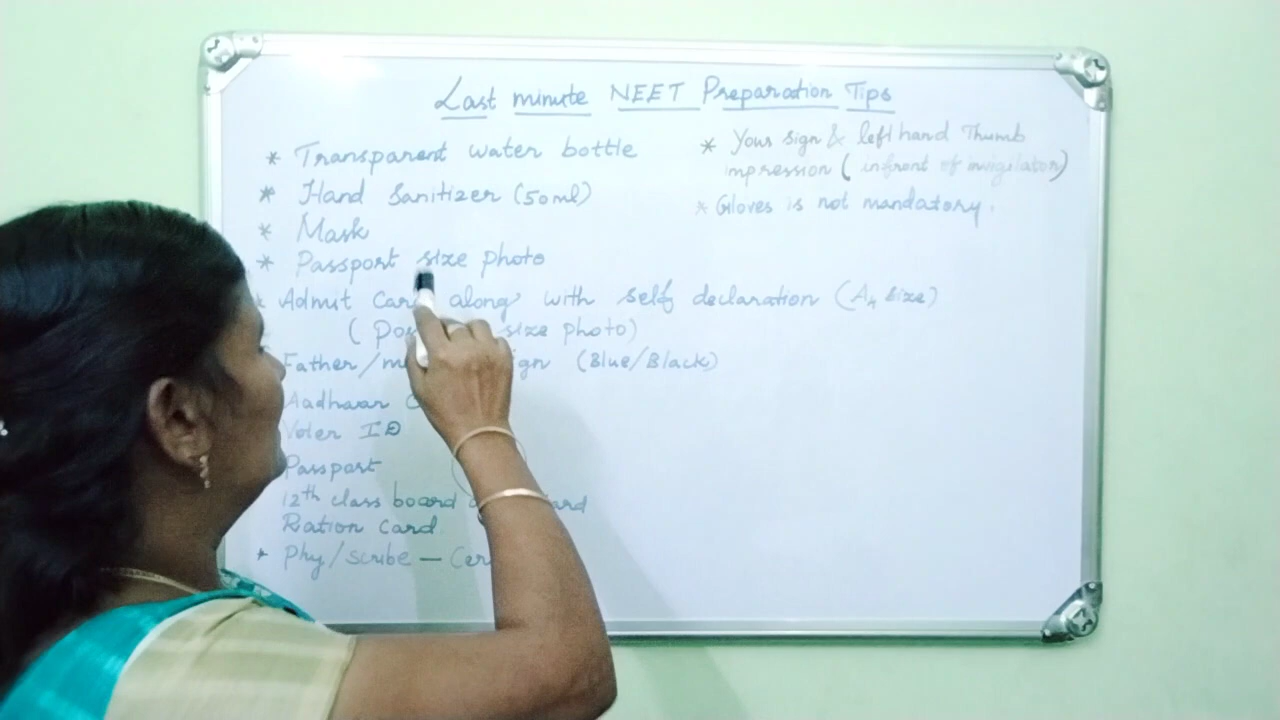 Last minute NEET Preparation Tips
* Transparent water bottle
* Hand Sanitizer (50ml)
* Mask
* Passport size photo
* Admit along with self declaration (A4 size)
size photo)
Father/ (Blue/Black)
Aadhaar
Voter ID
Passport
12th class board
Ration Card
* Phy/scribe -
* Your sign & left hand Thumb
impression (infront of invigilator)
* Gloves is not mandatory.